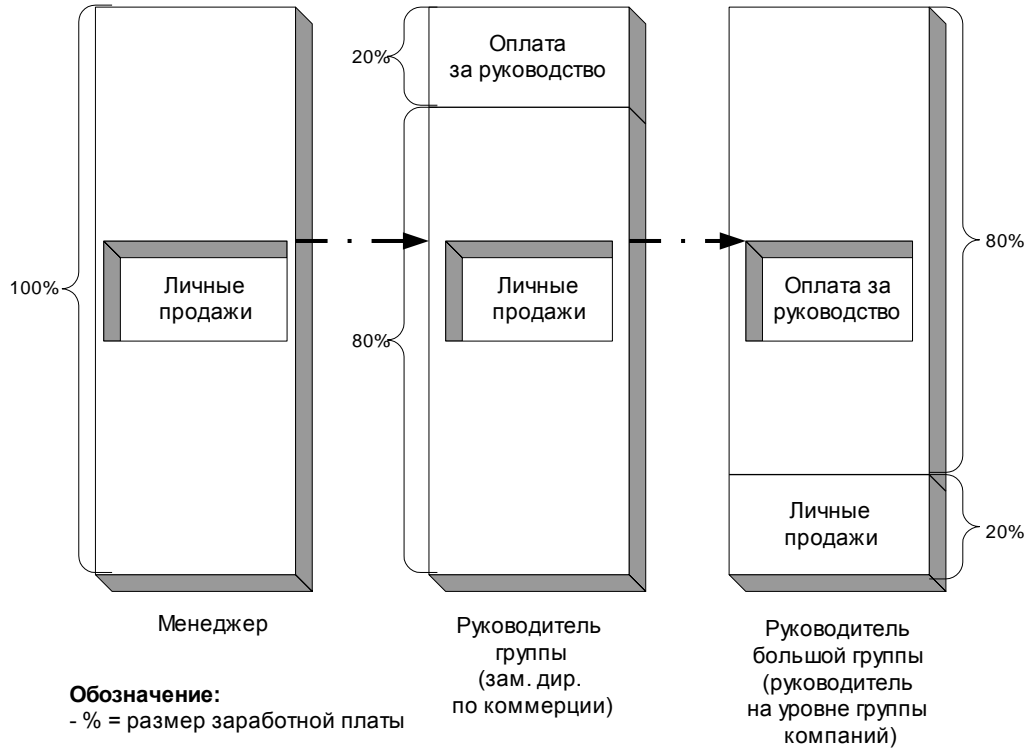 100%
Личные
продажи
Менеджер
20%
Оплата
за руководство
80%
Личные
продажи
Руководитель
группы
(зам. дир.
по коммерции)
80%
Оплата за
руководство
Личные
продажи
20%
Руководитель
большой группы
(руководитель
на уровне группы
компаний)
Обозначение:
- % = размер заработной платы